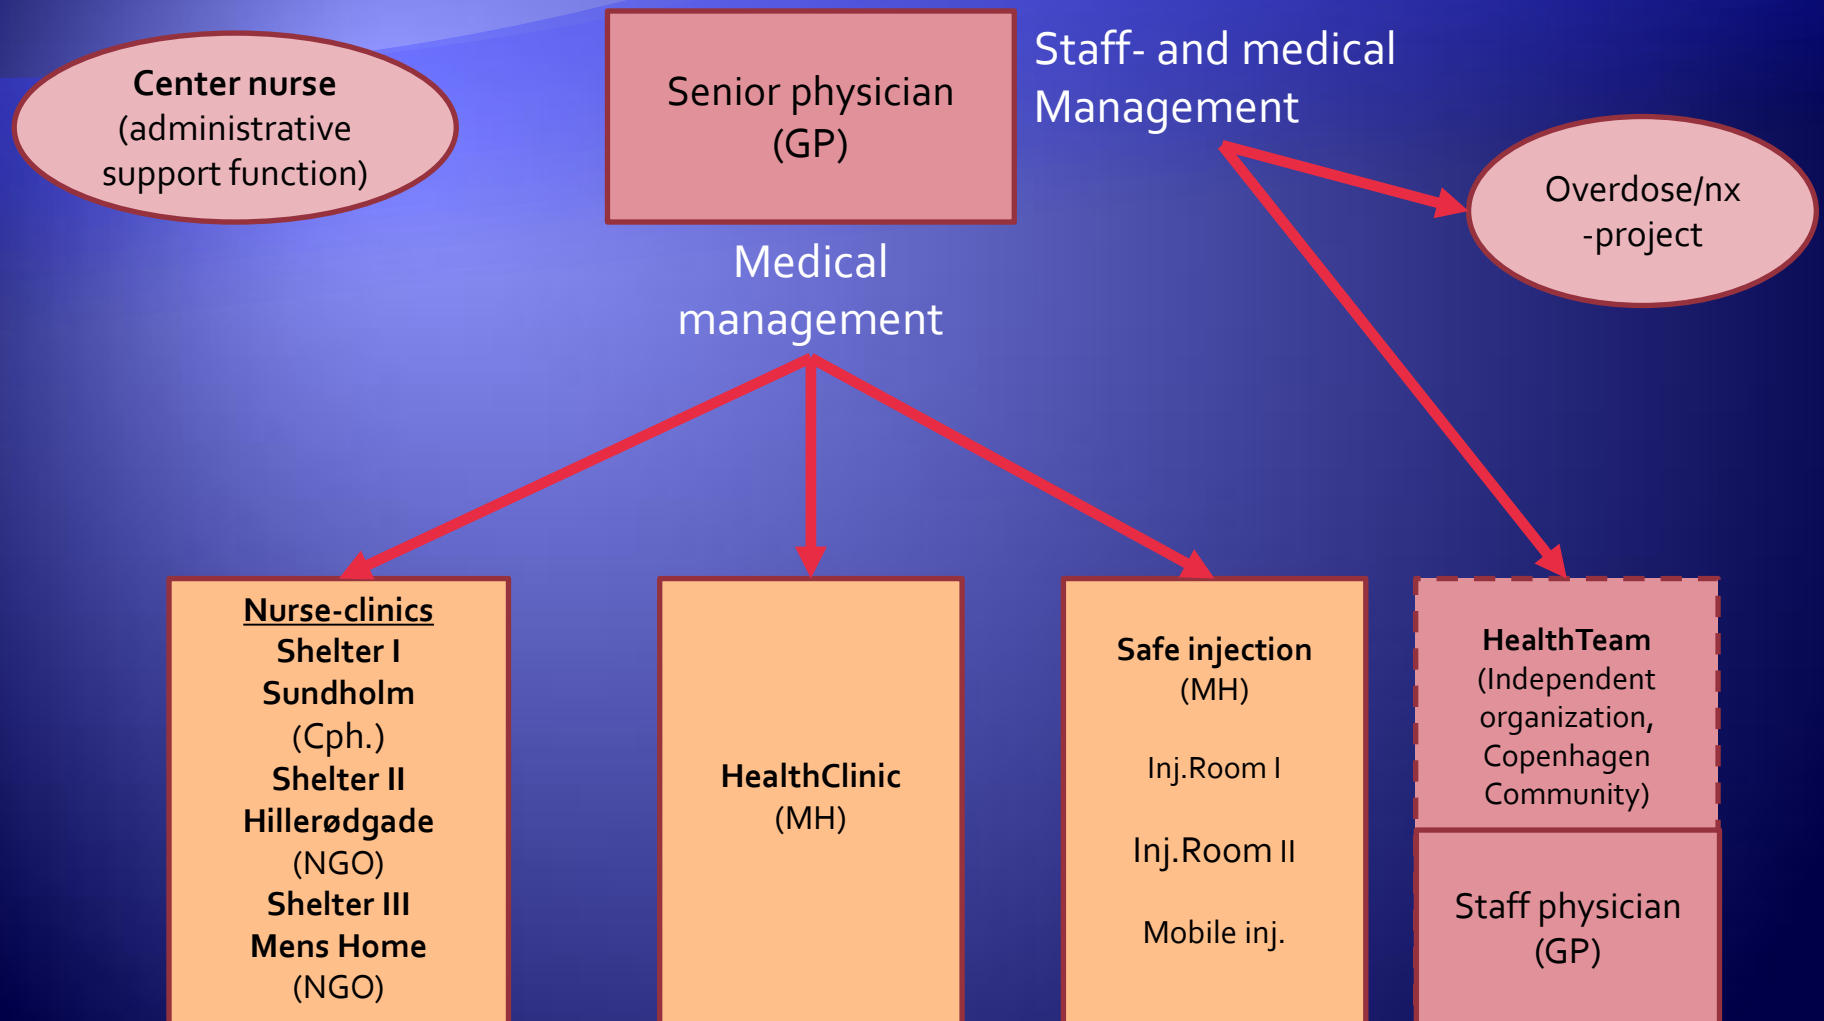 Center nurse
(administrative
support function)
Senior physician
(GP)
Staff- and medical
Management
Overdose/nx
-project
Medical
management
Nurse-clinics
Shelter I
Sundholm
(Cph.)
Shelter II
Hillerødgade
(NGO)
Shelter III
Mens Home
(NGO)
HealthClinic
(MH)
Safe injection
(MH)
Inj.Room I
Inj.Room II
Mobile inj.
HealthTeam
(Independent
organization,
Copenhagen
Community)
Staff physician
(GP)